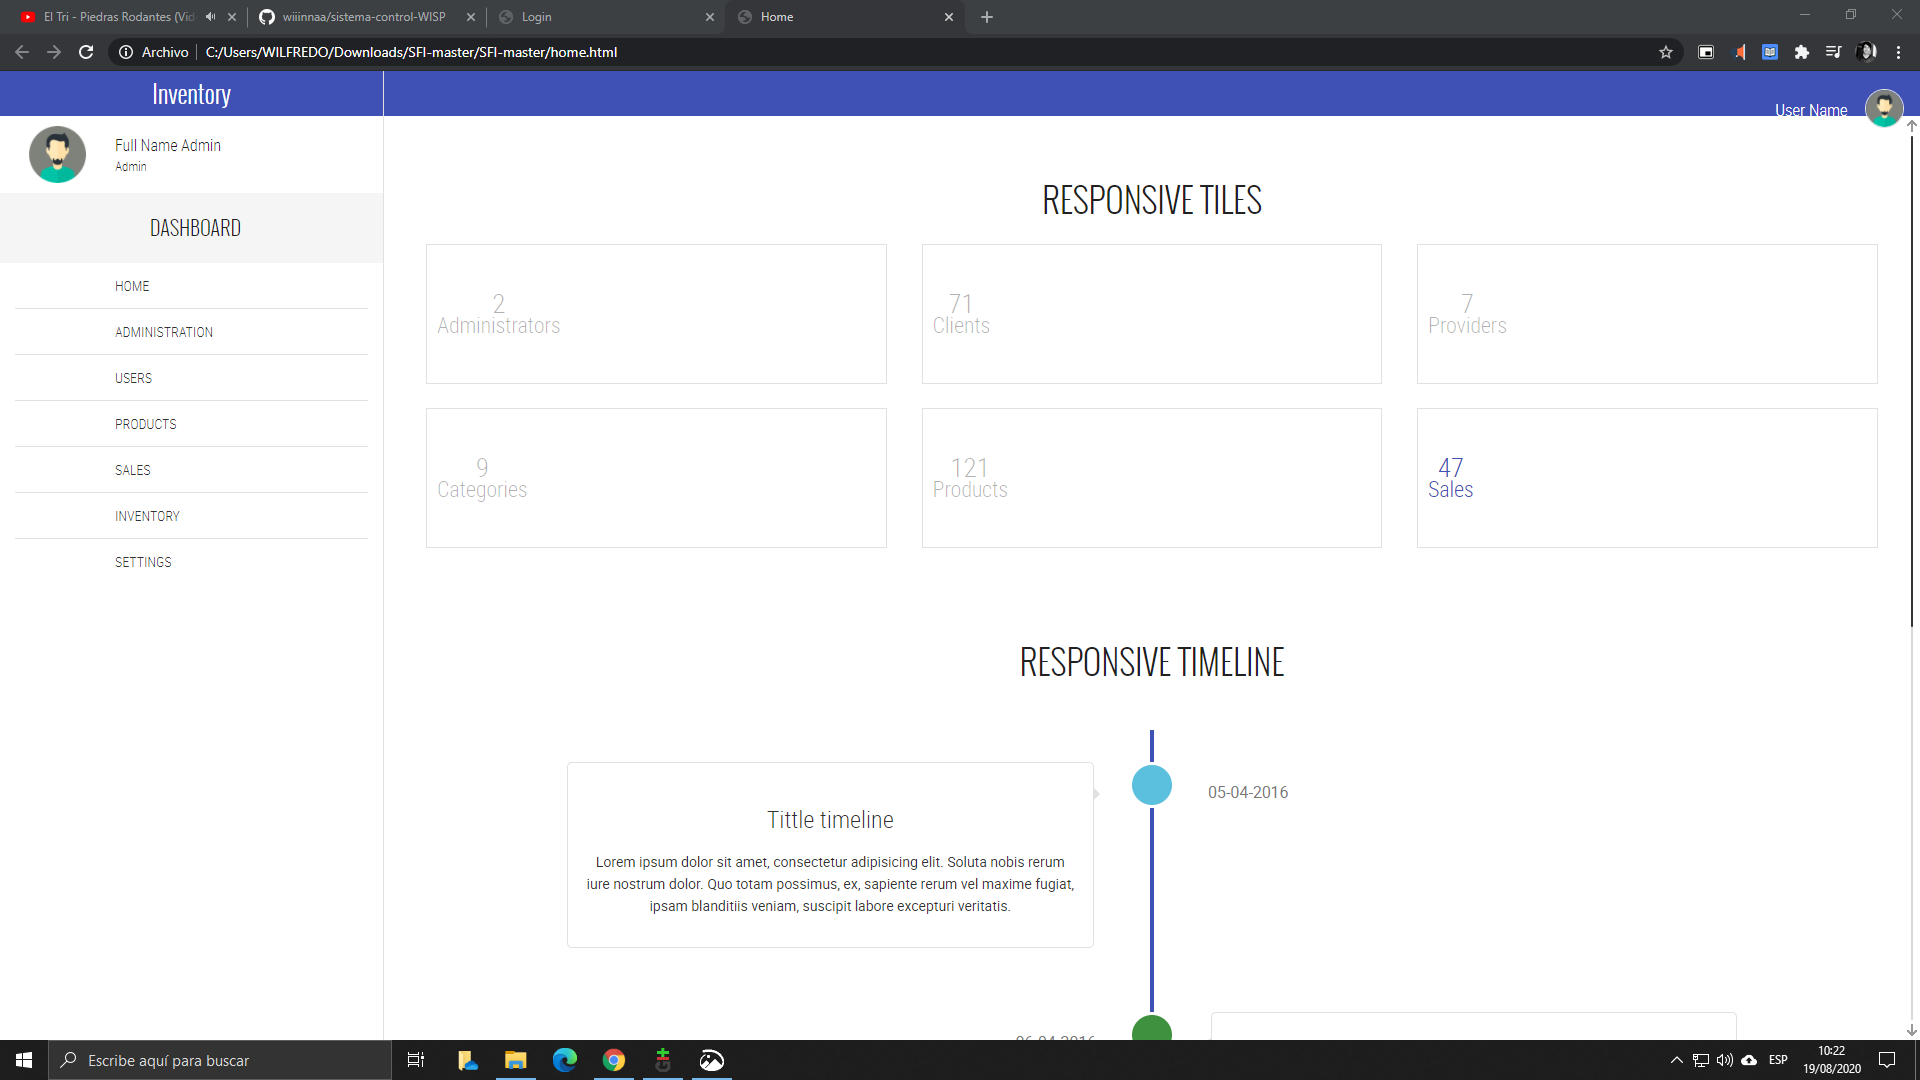 El Tri - Piedras Rodantes (Vid
wiiinnaa/sistema-control-WISP
Login
Home
Archivo
C:/Users/WILFREDO/Downloads/SFI-master/SFI-master/home.html
Inventory
User Name
Full Name Admin
Admin
DASHBOARD
HOME
ADMINISTRATION
USERS
PRODUCTS
SALES
INVENTORY
SETTINGS
RESPONSIVE TILES
2
Administrators
71
Clients
7
Providers
9
Categories
121
Products
47
Sales
RESPONSIVE TIMELINE
05-04-2016
Tittle timeline
Lorem ipsum dolor sit amet, consectetur adipisicing elit. Soluta nobis rerum
iure nostrum dolor. Quo totam possimus, ex, sapiente rerum vel maxime fugiat,
ipsam blanditiis veniam, suscipit labore excepturi veritatis.
06-04-2016
Escribe aquí para buscar
ESP
10:22
19/08/2020